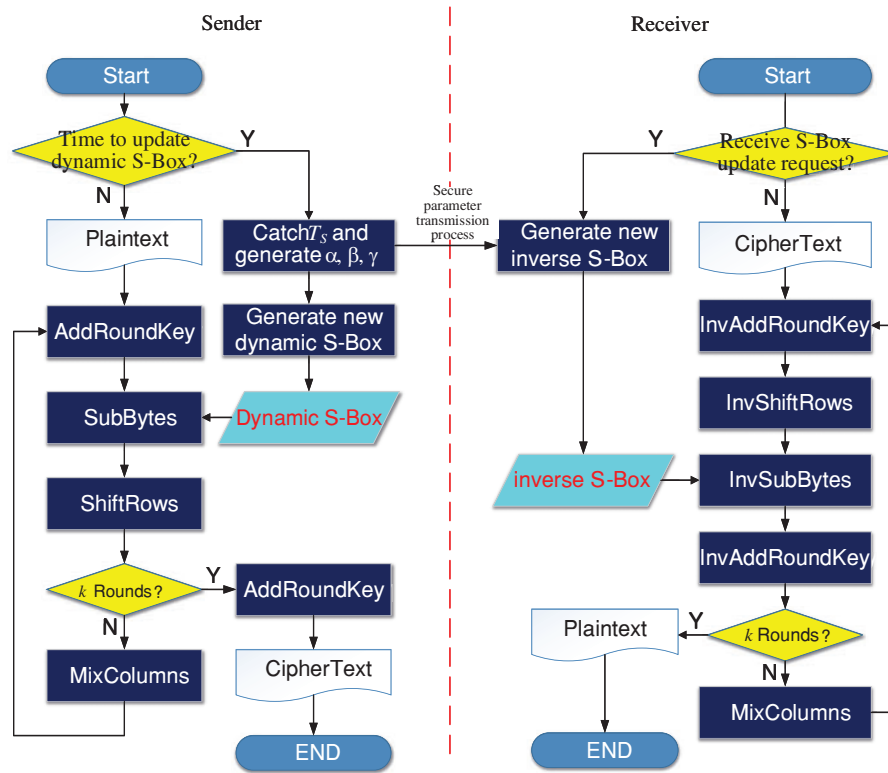 Sender
Receiver
Start
Time to update
dynamic S-Box?
Y
N
Plaintext
CatchT_S and
generate α, β, γ
Generate new
dynamic S-Box
AddRoundKey
SubBytes
Dynamic S-Box
ShiftRows
k Rounds?
Y
N
AddRoundKey
MixColumns
CipherText
END
Secure
parameter
transmission
process
Start
Receive S-Box
update request?
Y
N
Generate new
inverse S-Box
CipherText
InvAddRoundKey
InvShiftRows
inverse S-Box
InvSubBytes
InvAddRoundKey
k Rounds?
Y
N
Plaintext
MixColumns
END